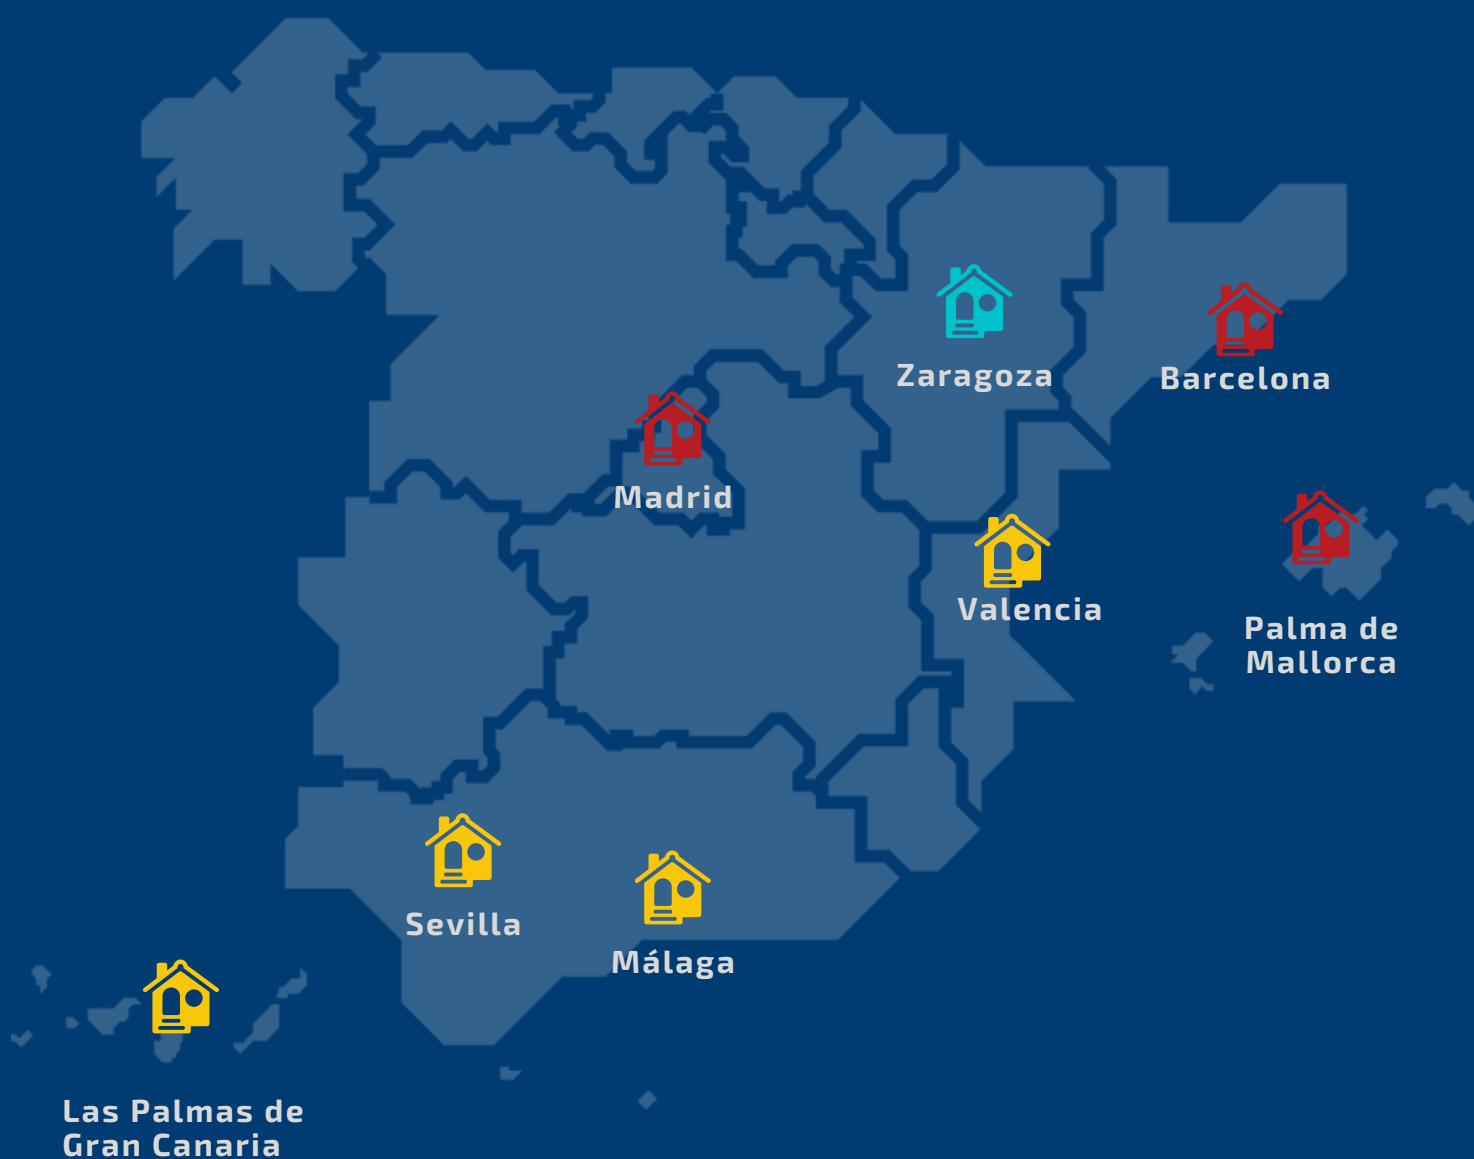 Zaragoza
Barcelona
Madrid
Valencia
Palma de
Mallorca
Sevilla
Málaga
Las Palmas de
Gran Canaria